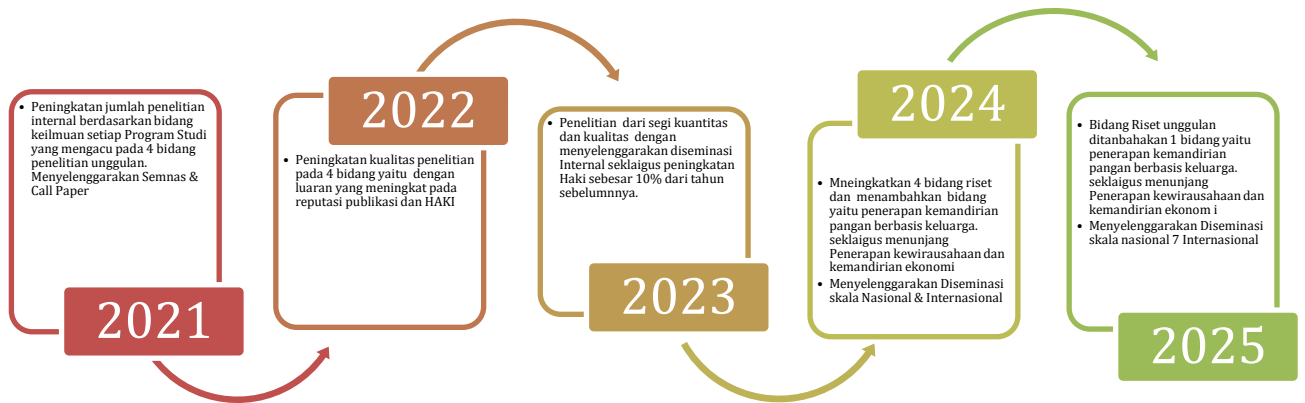 • Peningkatan jumlah penelitian
internal berdasarkan bidang
keilmuan setiap Program Studi
yang mengacu pada 4 bidang
penelitian unggulan.
Menyelenggarakan Semnas &
Call Paper
2021
2022
• Peningkatan kualitas penelitian
pada 4 bidang yaitu dengan
luaran yang meningkat pada
reputasi publikasi dan HAKI
• Penelitian dari segi kuantitas
dan kualitas dengan
menyelenggarakan diseminasi
Internal seklaigus peningkatan
Haki sebesar 10% dari tahun
sebelumnnya.
2023
2024
• Mneingkatkan 4 bidang riset
dan menambahkan bidang
yaitu penerapan kemandirian
pangan berbasis keluarga.
seklaigus menunjang
Penerapan kewirausahaan dan
kemandirian ekonomi
• Menyelenggarakan Diseminasi
skala Nasional & Internasional
• Bidang Riset unggulan
ditanbahakan 1 bidang yaitu
penerapan kemandirian
pangan berbasis keluarga.
seklaigus menunjang
Penerapan kewirausahaan dan
kemandirian ekonom i
• Menyelenggarakan Diseminasi
skala nasional 7 Internasional
2025